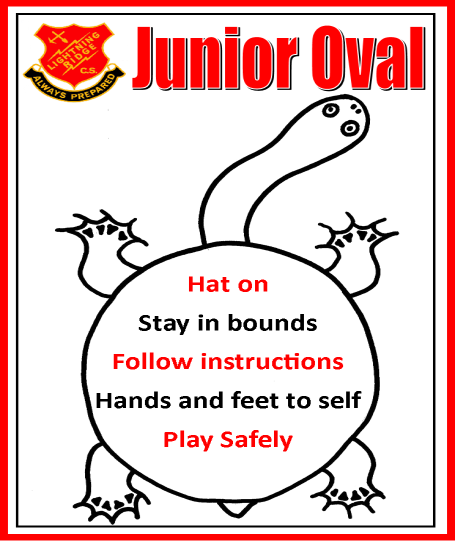 LIGHTNING
RIDGE
C.S.
ALWAYS PREPARED
Junior Oval
Hat on
Stay in bounds
Follow instructions
Hands and feet to self
Play Safely